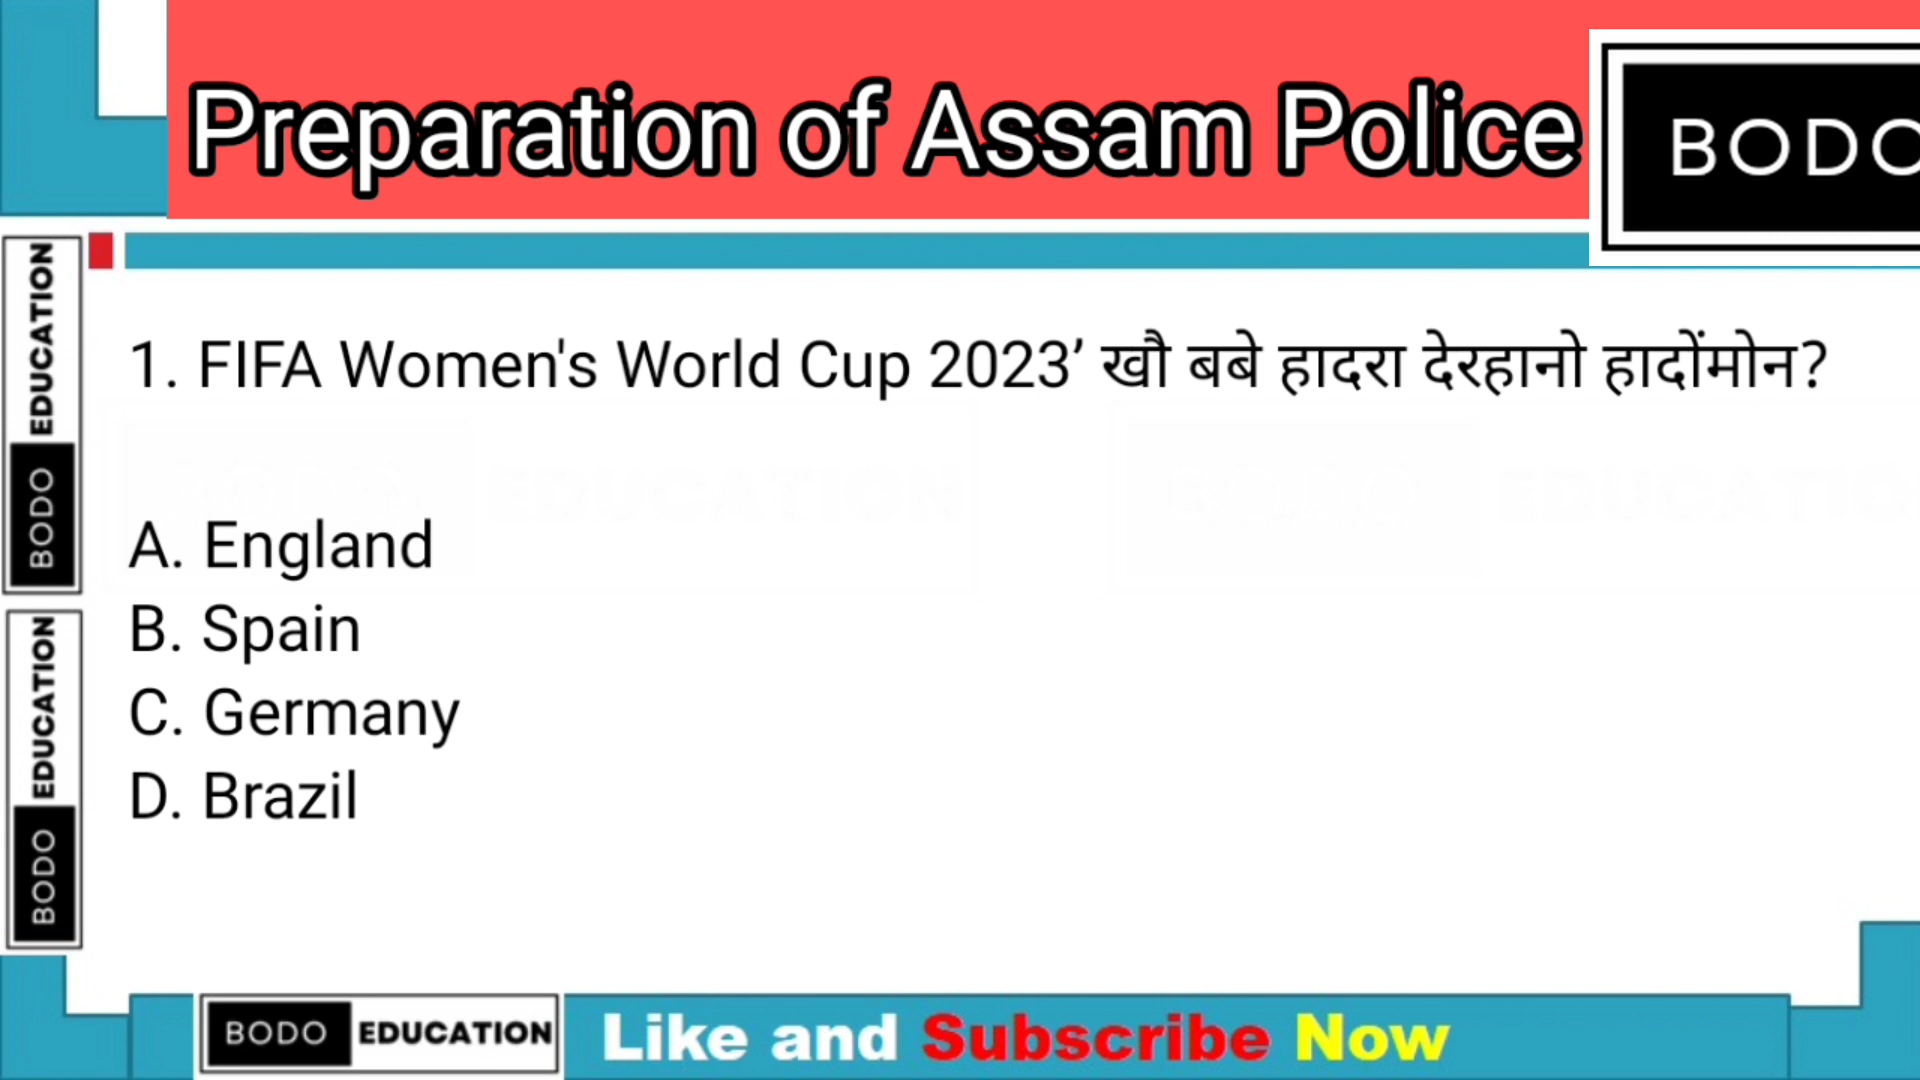 Preparation of Assam Police
BODO
EDUCATION
BODO
1. FIFA Women's World Cup 2023’ खौ बबे हादरा देरहानो हादोंमोन?
A. England
B. Spain
C. Germany
D. Brazil
EDUCATION
BODO
BODO EDUCATION
Like and Subscribe Now